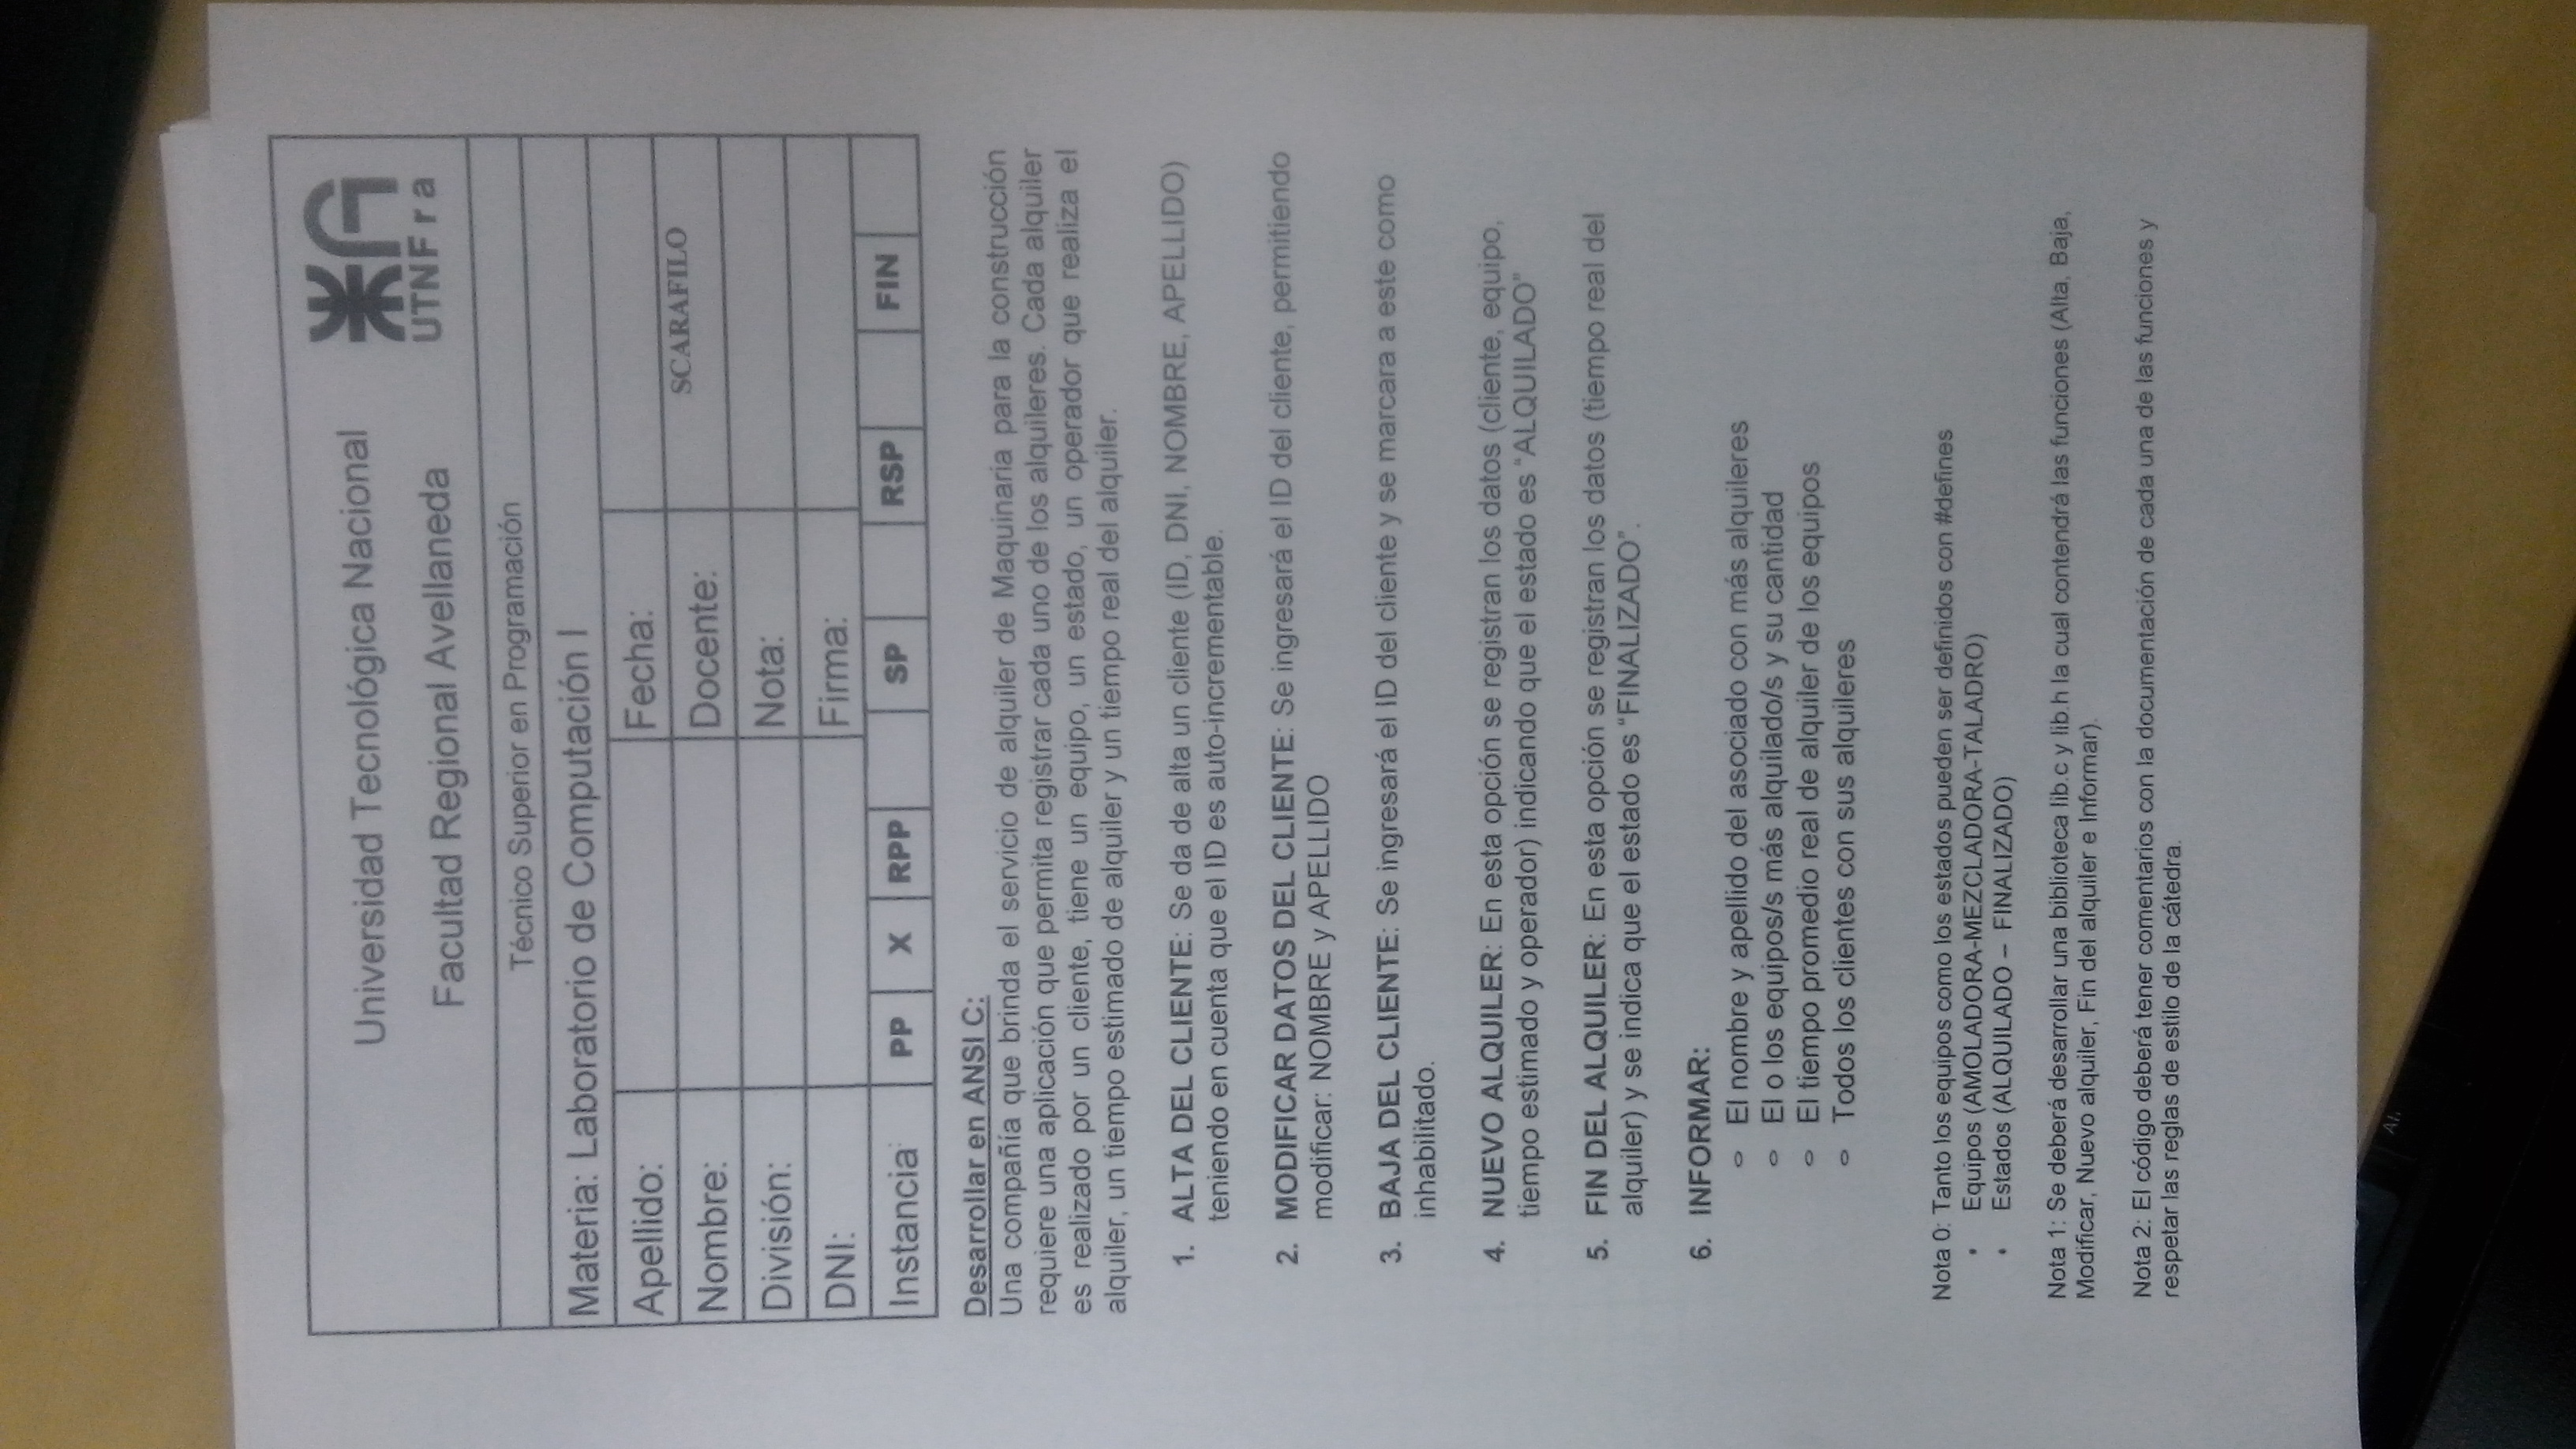 Universidad Tecnológica Nacional
Facultad Regional Avellaneda
UTNFra
Técnico Superior en Programación
Materia: Laboratorio de Computación I
Apellido: Fecha:
Nombre: Docente: SCARAFILO
División: Nota:
DNI: Firma:
Instancia PP X RPP SP RSP FIN
Desarrollar en ANSI C:
Una compañía que brinda el servicio de alquiler de Maquinaria para la construcción
requiere una aplicación que permita registrar cada uno de los alquileres. Cada alquiler
es realizado por un cliente, tiene un equipo, un estado, un operador que realiza el
alquiler, un tiempo estimado de alquiler y un tiempo real del alquiler.
1. ALTA DEL CLIENTE: Se da de alta un cliente (ID, DNI, NOMBRE, APELLIDO)
teniendo en cuenta que el ID es auto-incrementable.
2. MODIFICAR DATOS DEL CLIENTE: Se ingresará el ID del cliente, permitiendo
modificar: NOMBRE y APELLIDO
3. BAJA DEL CLIENTE: Se ingresará el ID del cliente y se marcara a este como
inhabilitado.
4. NUEVO ALQUILER: En esta opción se registran los datos (cliente, equipo,
tiempo estimado y operador) indicando que el estado es "ALQUILADO"
5. FIN DEL ALQUILER: En esta opción se registran los datos (tiempo real del
alquiler) y se indica que el estado es "FINALIZADO".
6. INFORMAR:
o El nombre y apellido del asociado con más alquileres
o El o los equipos/s más alquilado/s y su cantidad
o El tiempo promedio real de alquiler de los equipos
o Todos los clientes con sus alquileres
Nota 0: Tanto los equipos como los estados pueden ser definidos con #defines
• Equipos (AMOLADORA-MEZCLADORA-TALADRO)
• Estados (ALQUILADO – FINALIZADO)
Nota 1: Se deberá desarrollar una biblioteca lib.c y lib.h la cual contendrá las funciones (Alta, Baja,
Modificar, Nuevo alquiler, Fin del alquiler e Informar).
Nota 2: El código deberá tener comentarios con la documentación de cada una de las funciones y
respetar las reglas de estilo de la cátedra.